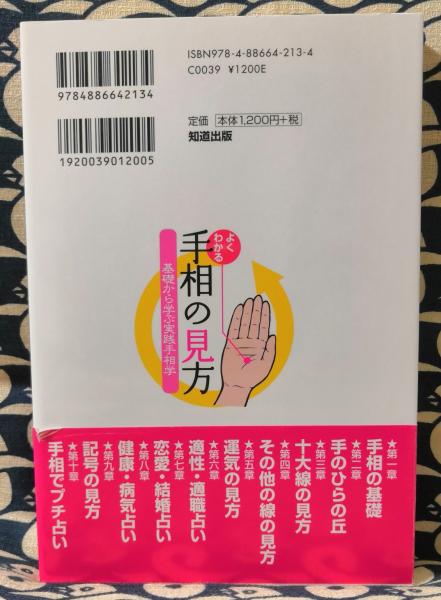 ISBN978-4-88664-213-4
C0039 ¥1200E
9784886642134
1920039012005
定価 本体1,200円+税
知道出版
よく
わかる
手相の見方
基礎から学ぶ実践手相学
★第一章
手相の基礎
★第二章
手のひらの丘
★第三章
十大線の見方
★第四章
その他の線の見方
★第五章
運気の見方
★第六章
適性・適職占い
★第七章
恋愛・結婚占い
★第八章
健康・病気占い
★第九章
記号の見方
★第十章
手相でプチ占い